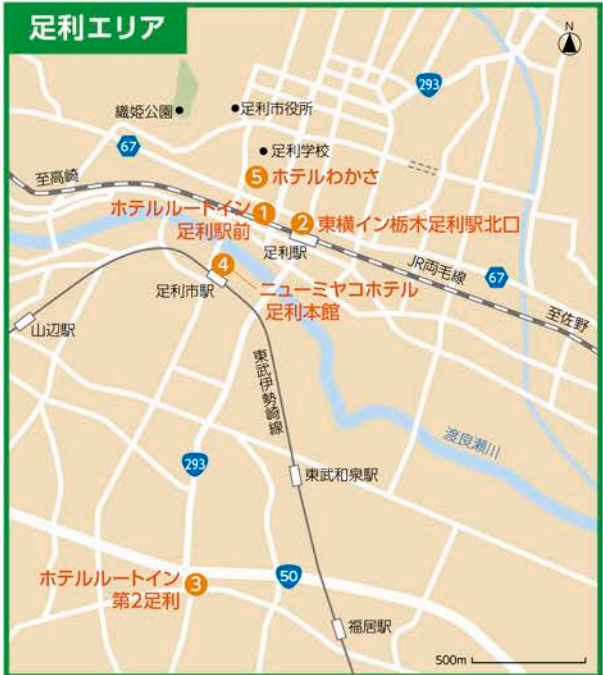 足利エリア
N
293
織姫公園
足利市役所
67
足利学校
5 ホテルわかさ
至高崎
ホテルルートイン
足利駅前
1
2 東横イン栃木足利駅北口
足利駅
4
JR両毛線
67
足利市駅
ニューミヤコホテル
足利本館
至佐野
山辺駅
東武伊勢崎線
渡良瀬川
293
東武和泉駅
ホテルルートイン
第2足利
3
50
福居駅
500m